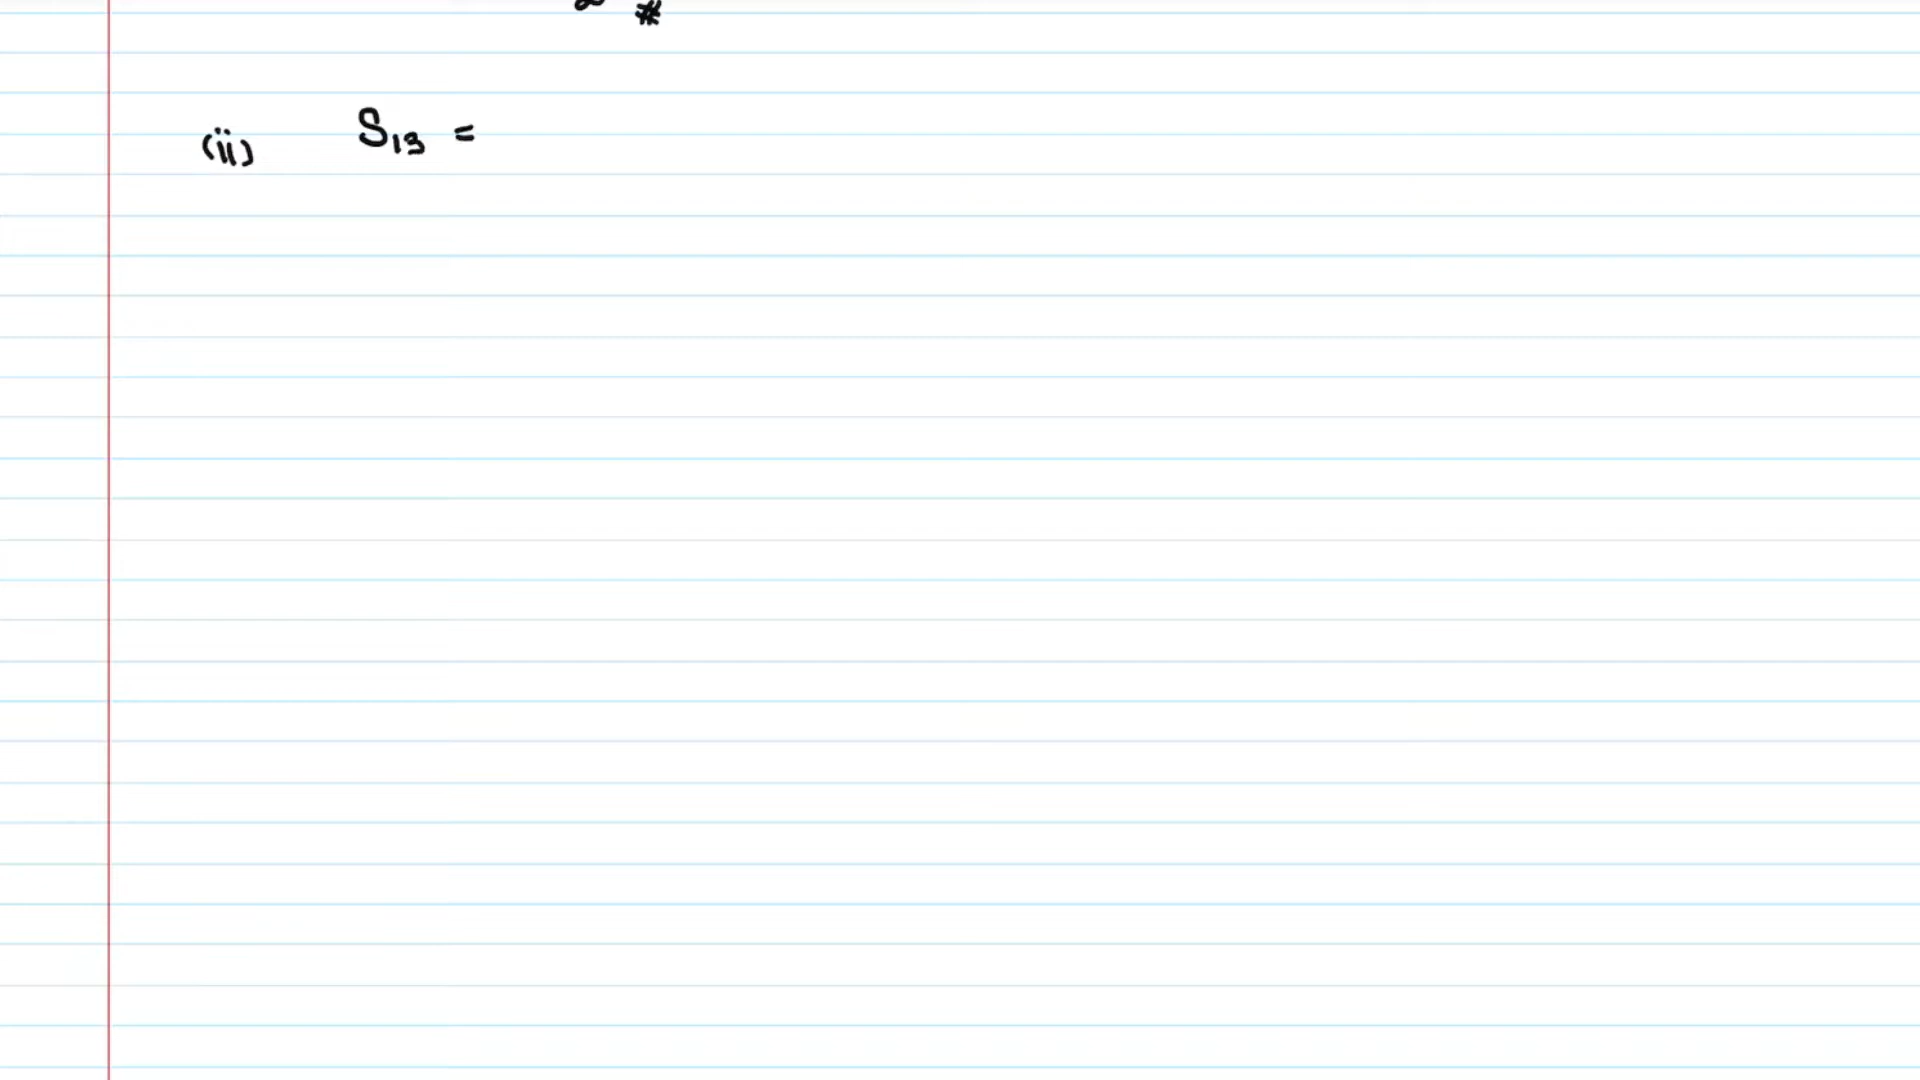 #
(ii) S₁₃ =